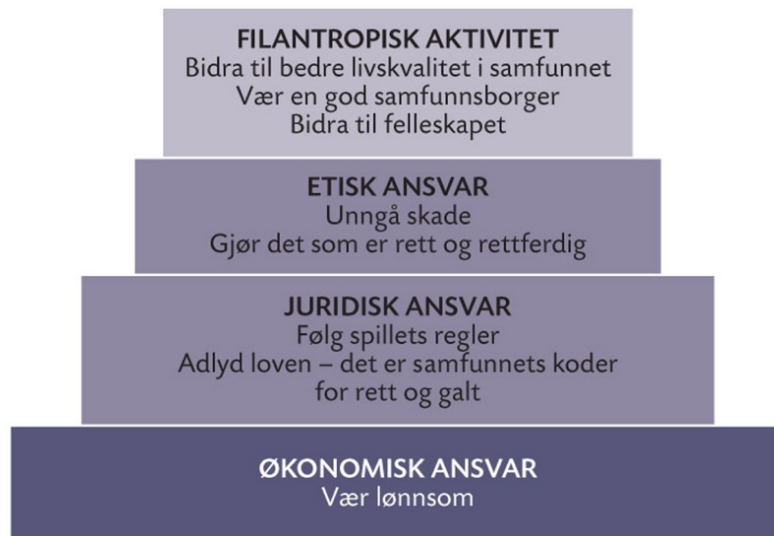 FILANTROPISK AKTIVITET
Bidra til bedre livskvalitet i samfunnet
Vær en god samfunnsborger
Bidra til felleskapet
ETISK ANSVAR
Unngå skade
Gjør det som er rett og rettferdig
JURIDISK ANSVAR
Følg spillets regler
Adlyd loven – det er samfunnets koder
for rett og galt
ØKONOMISK ANSVAR
Vær lønnsom